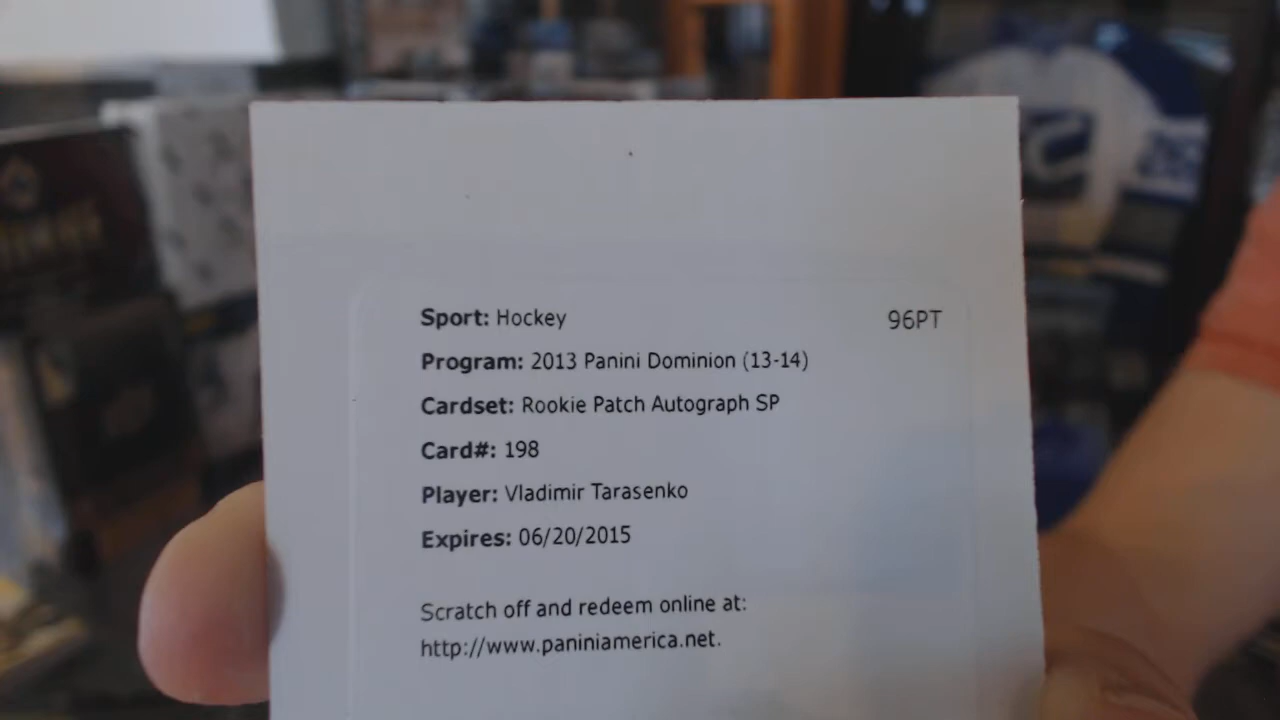 Sport: Hockey 96PT
Program: 2013 Panini Dominion (13-14)
Cardset: Rookie Patch Autograph SP
Card#: 198
Player: Vladimir Tarasenko
Expires: 06/20/2015
Scratch off and redeem online at:
http://www.paniniamerica.net.